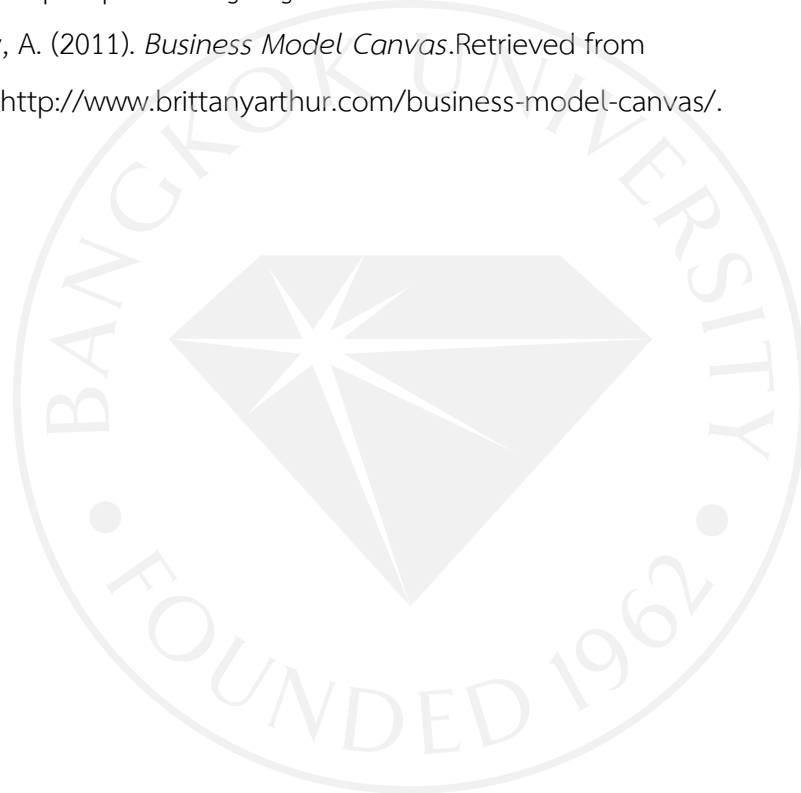 , A. (2011). Business Model Canvas.Retrieved from
http://www.brittanyarthur.com/business-model-canvas/.
BANGKOK UNIVERSITY
• FOUNDED 1962 •